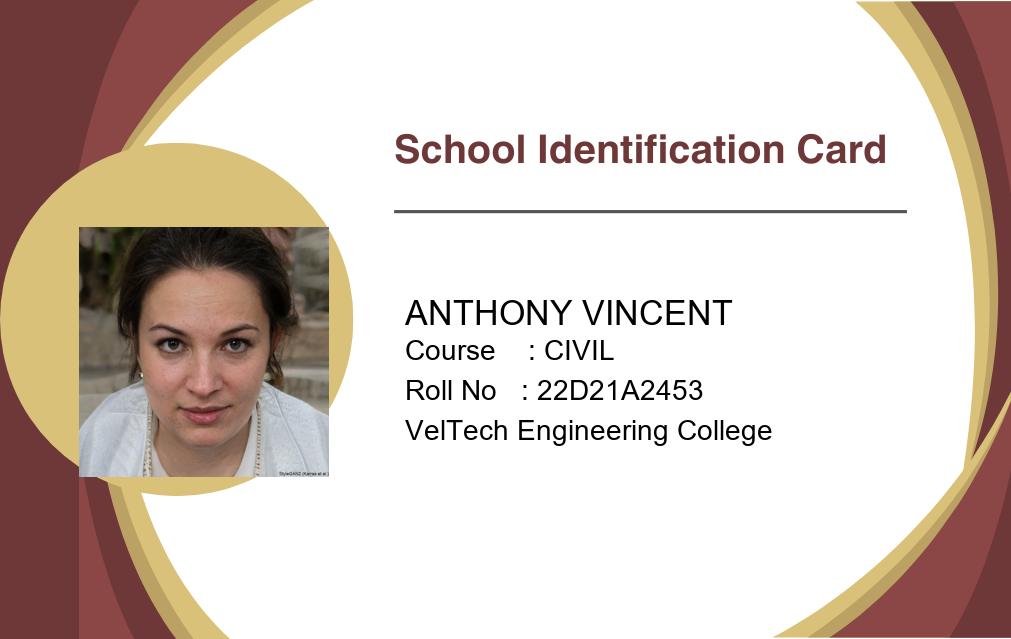 School Identification Card
ANTHONY VINCENT
Course : CIVIL
Roll No : 22D21A2453
VelTech Engineering College
StyleGAN2 (Karras et al.)